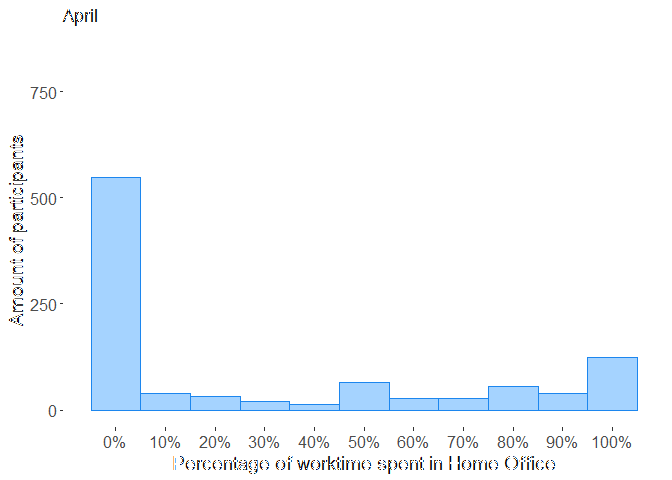 April
Amount of participants
750
500
250
0
0% 10% 20% 30% 40% 50% 60% 70% 80% 90% 100%
Percentage of worktime spent in Home Office